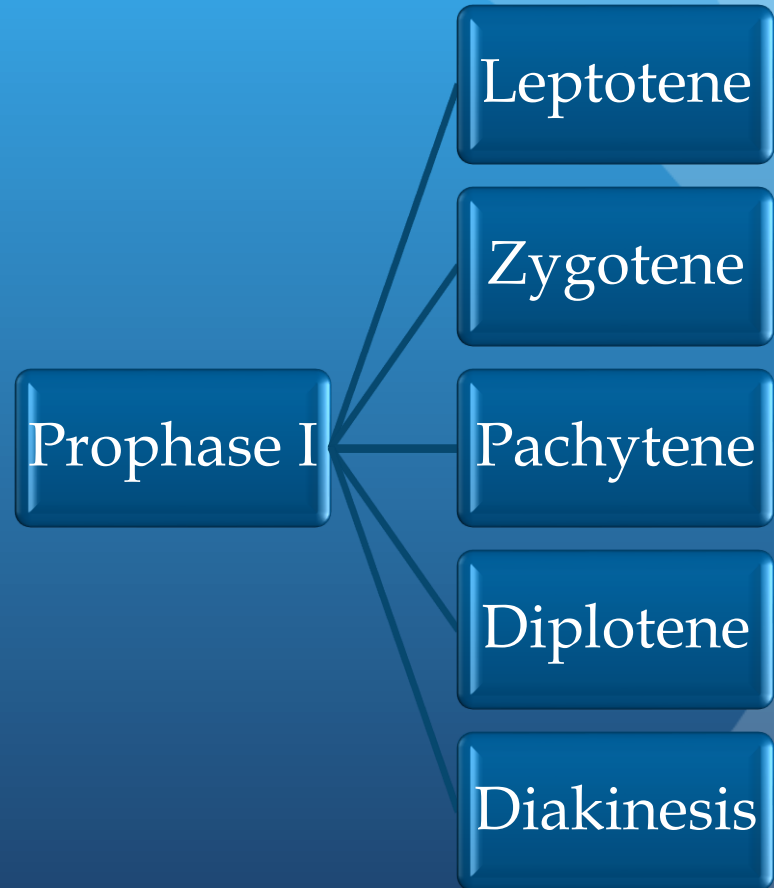 Prophase I
Leptotene
Zygotene
Pachytene
Diplotene
Diakinesis